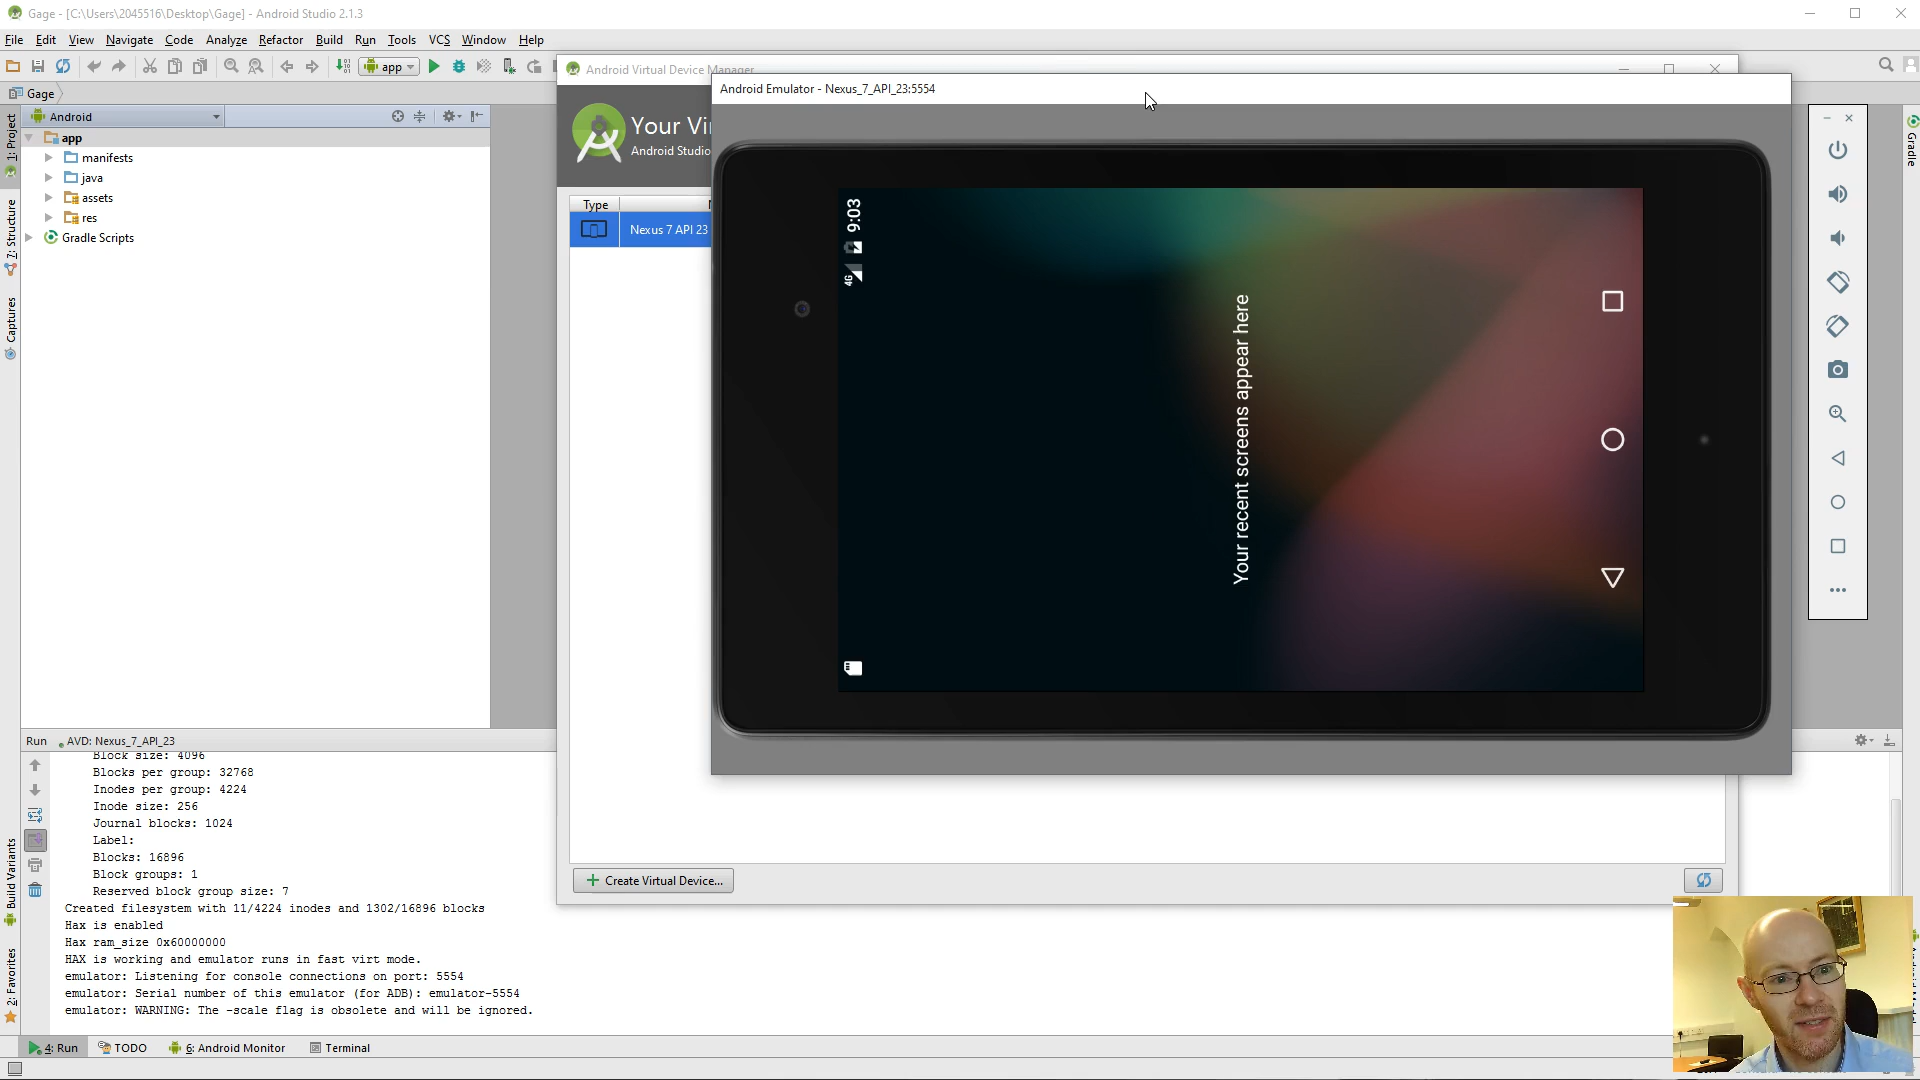 Gage - [C:\Users\2045516\Desktop\Gage] - Android Studio 2.1.3
File Edit View Navigate Code Analyze Refactor Build Run Tools VCS Window Help
app
Gage
Android Virtual Device Manager
Android Emulator - Nexus_7_API_23:5554
Your Vi
Android Studio
Type
Nexus 7 API 23
Android
app
manifests
java
assets
res
Gradle Scripts
1: Project
7: Structure
Captures
Build Variants
2: Favorites
Gradle
9:03
4G
Your recent screens appear here
Create Virtual Device...
Run AVD: Nexus_7_API_23
Block size: 4096
Blocks per group: 32768
Inodes per group: 4224
Inode size: 256
Journal blocks: 1024
Label:
Blocks: 16896
Block groups: 1
Reserved block group size: 7
Created filesystem with 11/4224 inodes and 1302/16896 blocks
Hax is enabled
Hax ram_size 0x60000000
HAX is working and emulator runs in fast virt mode.
emulator: Listening for console connections on port: 5554
emulator: Serial number of this emulator (for ADB): emulator-5554
emulator: WARNING: The -scale flag is obsolete and will be ignored.
4: Run TODO 6: Android Monitor Terminal